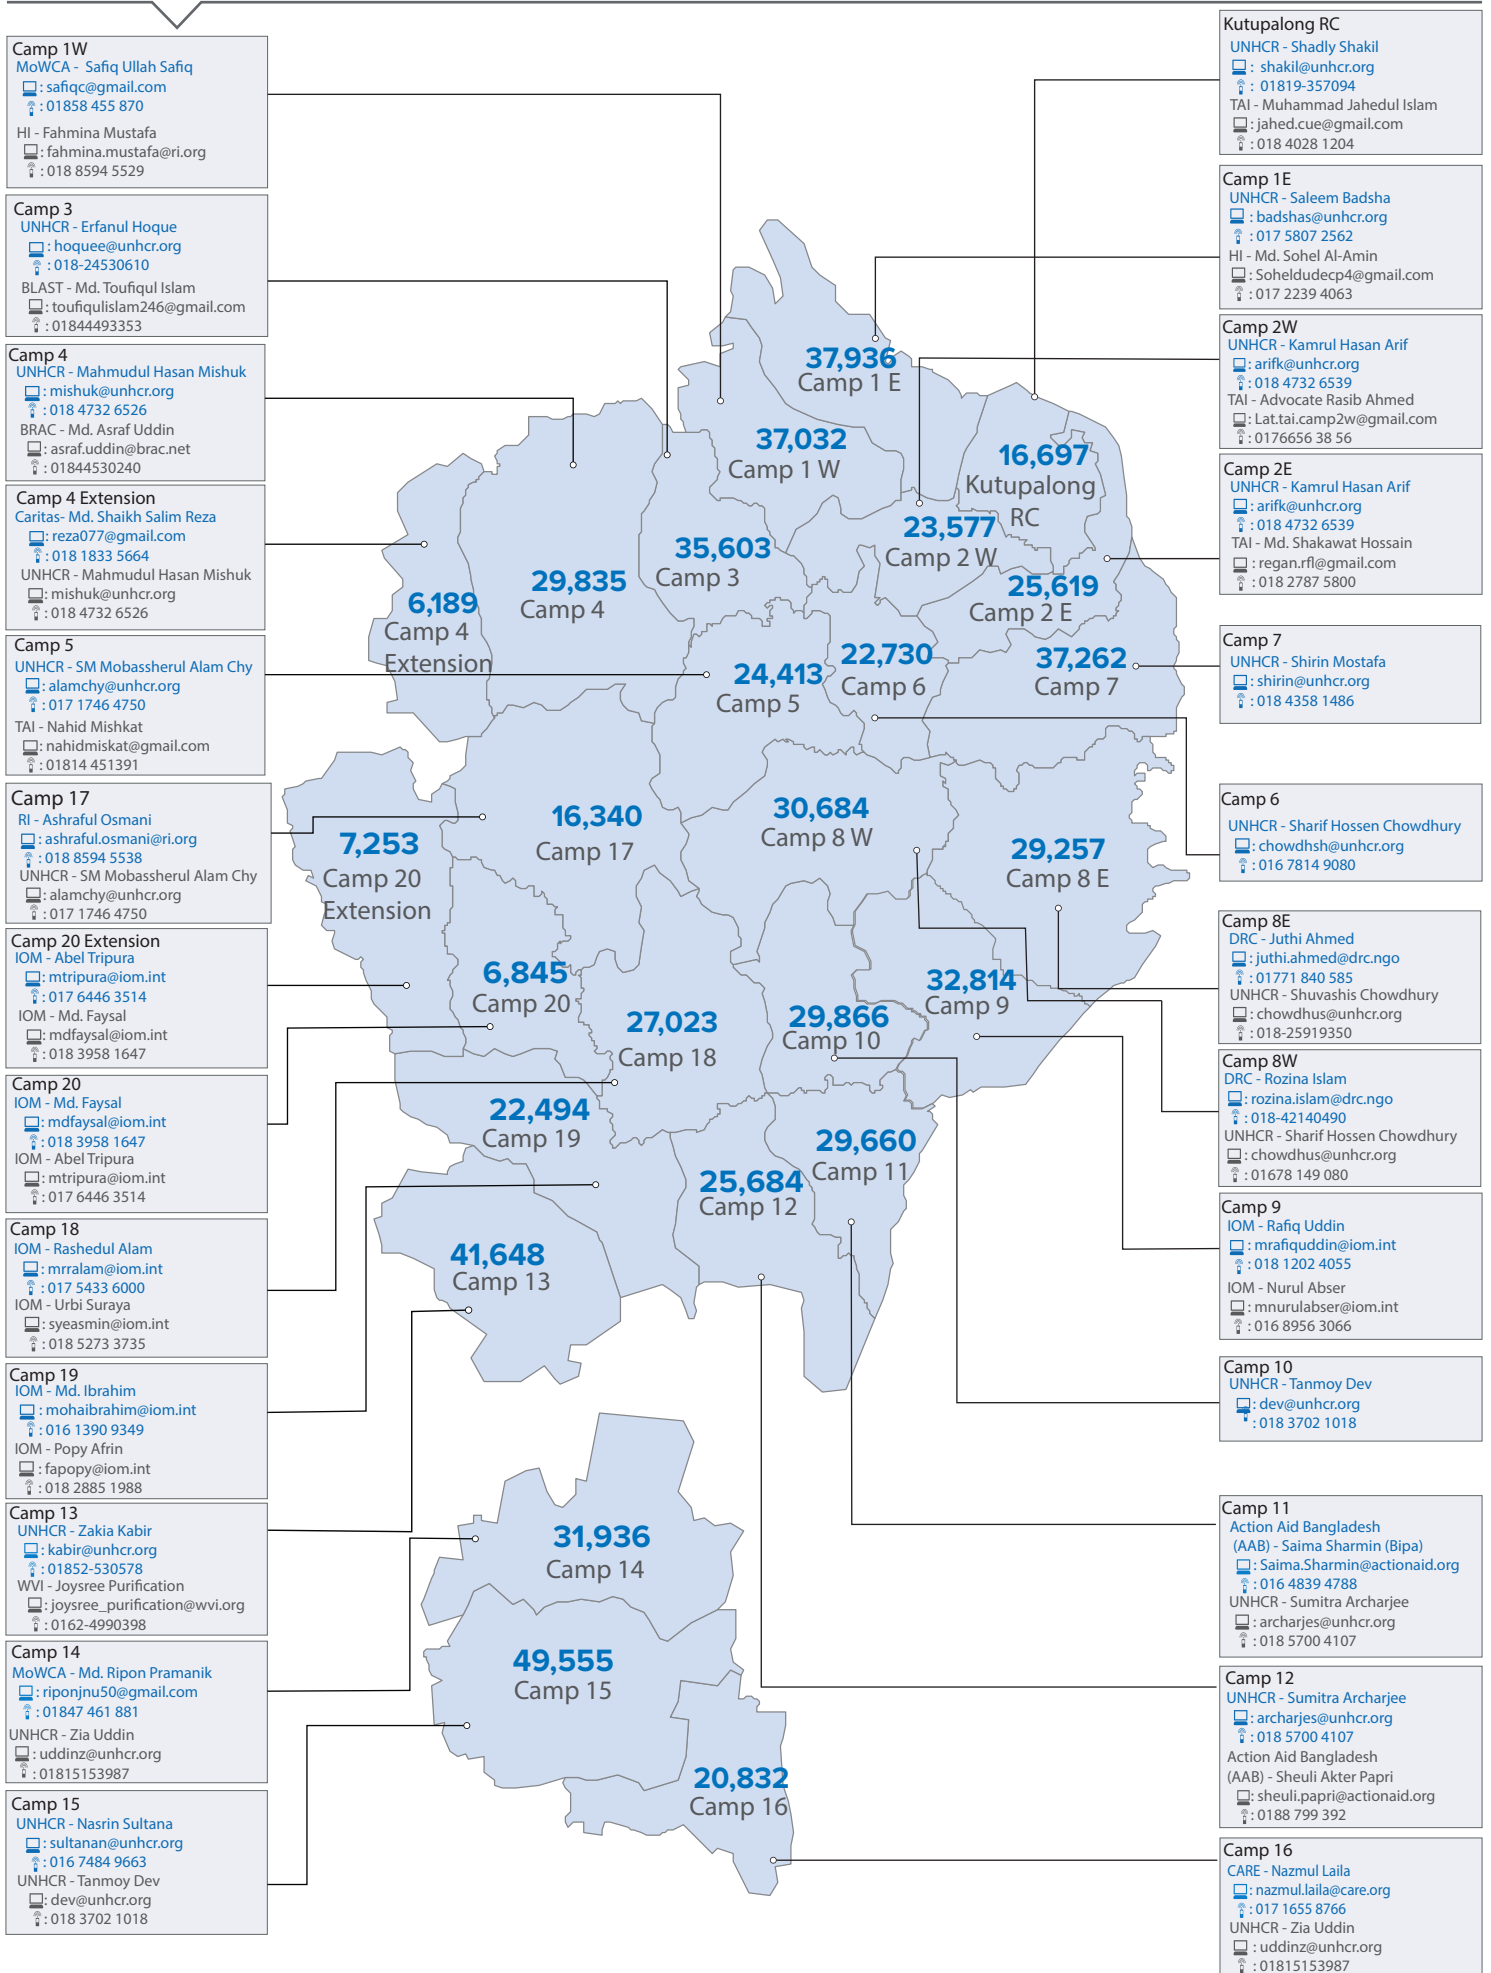 Camp 1W
MoWCA - Safiq Ullah Safiq
: safiqc@gmail.com
: 01858 455 870
HI - Fahmina Mustafa
: fahmina.mustafa@ri.org
: 018 8594 5529
Camp 3
UNHCR - Erfanul Hoque
: hoquee@unhcr.org
: 018-24530610
BLAST - Md. Toufiqul Islam
: toufiqulislam246@gmail.com
: 01844493353
Camp 4
UNHCR - Mahmudul Hasan Mishuk
: mishuk@unhcr.org
: 018 4732 6526
BRAC - Md. Asraf Uddin
: asraf.uddin@brac.net
: 01844530240
Camp 4 Extension
Caritas- Md. Shaikh Salim Reza
: reza077@gmail.com
: 018 1833 5664
UNHCR - Mahmudul Hasan Mishuk
: mishuk@unhcr.org
: 018 4732 6526
Camp 5
UNHCR - SM Mobassherul Alam Chy
: alamchy@unhcr.org
: 017 1746 4750
TAI - Nahid Mishkat
: nahidmiskat@gmail.com
: 01814 451391
Camp 17
RI - Ashraful Osmani
: ashraful.osmani@ri.org
: 018 8594 5538
UNHCR - SM Mobassherul Alam Chy
: alamchy@unhcr.org
: 017 1746 4750
Camp 20 Extension
IOM - Abel Tripura
: mtripura@iom.int
: 017 6446 3514
IOM - Md. Faysal
: mdfaysal@iom.int
: 018 3958 1647
Camp 20
IOM - Md. Faysal
: mdfaysal@iom.int
: 018 3958 1647
IOM - Abel Tripura
: mtripura@iom.int
: 017 6446 3514
Camp 18
IOM - Rashedul Alam
: mrralam@iom.int
: 017 5433 6000
IOM - Urbi Suraya
: syeasmin@iom.int
: 018 5273 3735
Camp 19
IOM - Md. Ibrahim
: mohaibrahim@iom.int
: 016 1390 9349
IOM - Popy Afrin
: fapopy@iom.int
: 018 2885 1988
Camp 13
UNHCR - Zakia Kabir
: kabir@unhcr.org
: 01852-530578
WVI - Joysree Purification
: joysree_purification@wvi.org
: 0162-4990398
Camp 14
MoWCA - Md. Ripon Pramanik
: riponjnu50@gmail.com
: 01847 461 881
UNHCR - Zia Uddin
: uddinz@unhcr.org
: 01815153987
Camp 15
UNHCR - Nasrin Sultana
: sultanan@unhcr.org
: 016 7484 9663
UNHCR - Tanmoy Dev
: dev@unhcr.org
: 018 3702 1018
37,936
Camp 1 E
37,032
Camp 1 W
16,697
Kutupalong
RC
23,577
Camp 2 W
35,603
Camp 3
29,835
Camp 4
25,619
Camp 2 E
6,189
Camp 4
Extension
22,730
Camp 6
37,262
Camp 7
24,413
Camp 5
16,340
Camp 17
30,684
Camp 8 W
7,253
Camp 20
Extension
29,257
Camp 8 E
6,845
Camp 20
32,814
Camp 9
27,023
Camp 18
29,866
Camp 10
22,494
Camp 19
29,660
Camp 11
25,684
Camp 12
41,648
Camp 13
31,936
Camp 14
49,555
Camp 15
20,832
Camp 16
Kutupalong RC
UNHCR - Shadly Shakil
: shakil@unhcr.org
: 01819-357094
TAI - Muhammad Jahedul Islam
: jahed.cue@gmail.com
: 018 4028 1204
Camp 1E
UNHCR - Saleem Badsha
: badshas@unhcr.org
: 017 5807 2562
HI - Md. Sohel Al-Amin
: Soheldudecp4@gmail.com
: 017 2239 4063
Camp 2W
UNHCR - Kamrul Hasan Arif
: arifk@unhcr.org
: 018 4732 6539
TAI - Advocate Rasib Ahmed
: Lat.tai.camp2w@gmail.com
: 0176656 38 56
Camp 2E
UNHCR - Kamrul Hasan Arif
: arifk@unhcr.org
: 018 4732 6539
TAI - Md. Shakawat Hossain
: regan.rfl@gmail.com
: 018 2787 5800
Camp 7
UNHCR - Shirin Mostafa
: shirin@unhcr.org
: 018 4358 1486
Camp 6
UNHCR - Sharif Hossen Chowdhury
: chowdhsh@unhcr.org
: 016 7814 9080
Camp 8E
DRC - Juthi Ahmed
: juthi.ahmed@drc.ngo
: 01771 840 585
UNHCR - Shuvashis Chowdhury
: chowdhus@unhcr.org
: 018-25919350
Camp 8W
DRC - Rozina Islam
: rozina.islam@drc.ngo
: 018-42140490
UNHCR - Sharif Hossen Chowdhury
: chowdhus@unhcr.org
: 01678 149 080
Camp 9
IOM - Rafiq Uddin
: mrafiquddin@iom.int
: 018 1202 4055
IOM - Nurul Abser
: mnurulabser@iom.int
: 016 8956 3066
Camp 10
UNHCR - Tanmoy Dev
: dev@unhcr.org
: 018 3702 1018
Camp 11
Action Aid Bangladesh
(AAB) - Saima Sharmin (Bipa)
: Saima.Sharmin@actionaid.org
: 016 4839 4788
UNHCR - Sumitra Archarjee
: archarjes@unhcr.org
: 018 5700 4107
Camp 12
UNHCR - Sumitra Archarjee
: archarjes@unhcr.org
: 018 5700 4107
Action Aid Bangladesh
(AAB) - Sheuli Akter Papri
: sheuli.papri@actionaid.org
: 0188 799 392
Camp 16
CARE - Nazmul Laila
: nazmul.laila@care.org
: 017 1655 8766
UNHCR - Zia Uddin
: uddinz@unhcr.org
: 01815153987